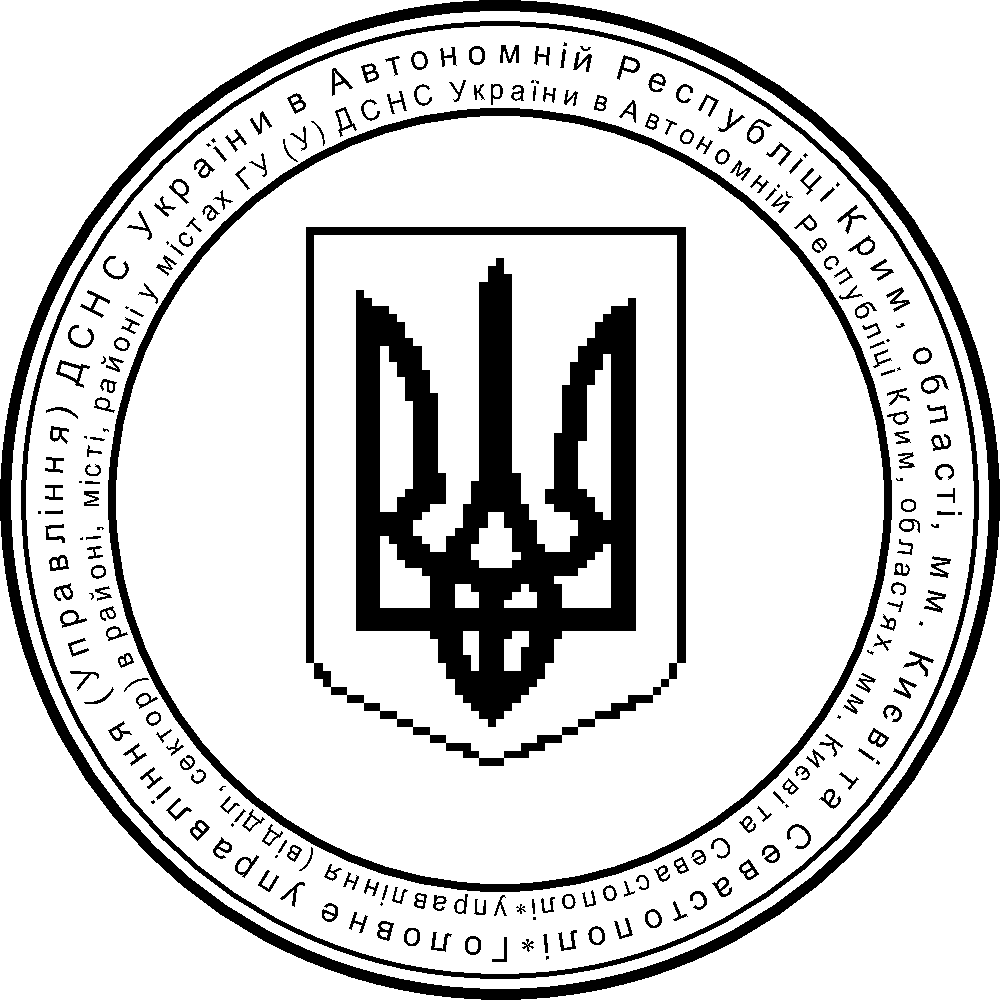 *Головне управління (Управління) ДСНС України в Автономній Республіці Крим, області, мм. Києві та Севастополі
*управління (відділ, сектор) в районі, місті, районі у містах ГУ (У) ДСНС України в Автономній Республіці Крим, областях, мм. Києві та Севастополі